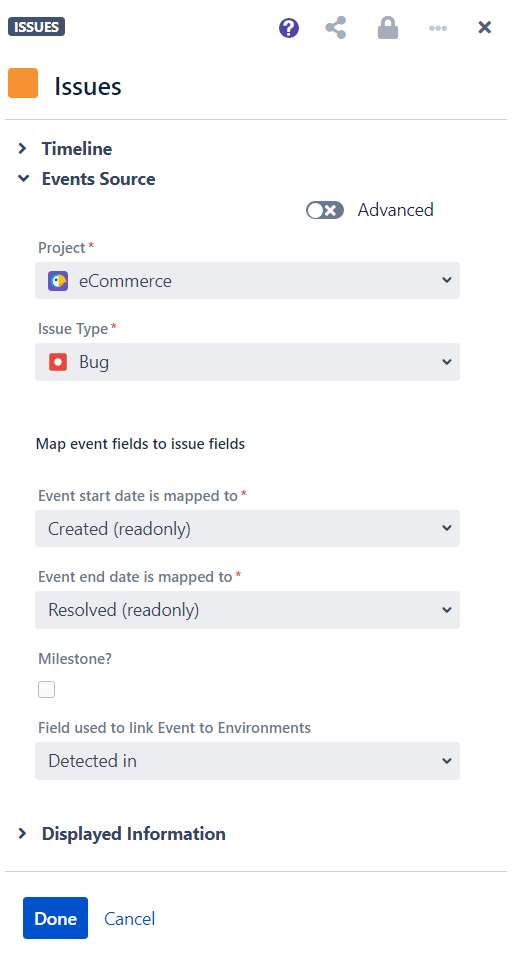 ISSUES
Issues
Timeline
Events Source
Advanced
Project *
eCommerce
Issue Type *
Bug
Map event fields to issue fields
Event start date is mapped to *
Created (readonly)
Event end date is mapped to *
Resolved (readonly)
Milestone?
Field used to link Event to Environments
Detected in
Displayed Information
Done Cancel